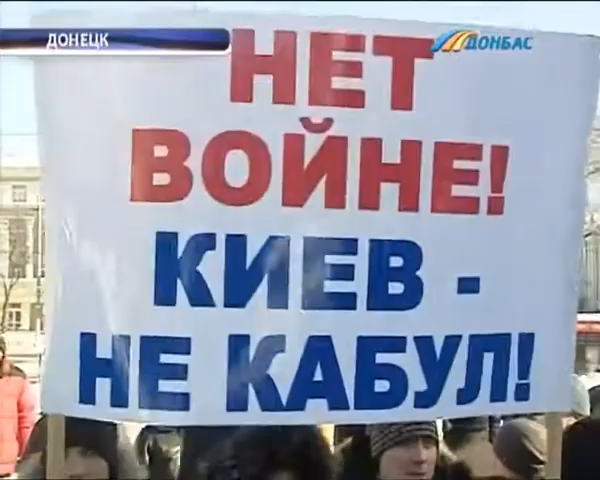 ДОНЕЦК
ДОНБАС
НЕТ
ВОЙНЕ!
КИЕВ -
НЕ КАБУЛ!